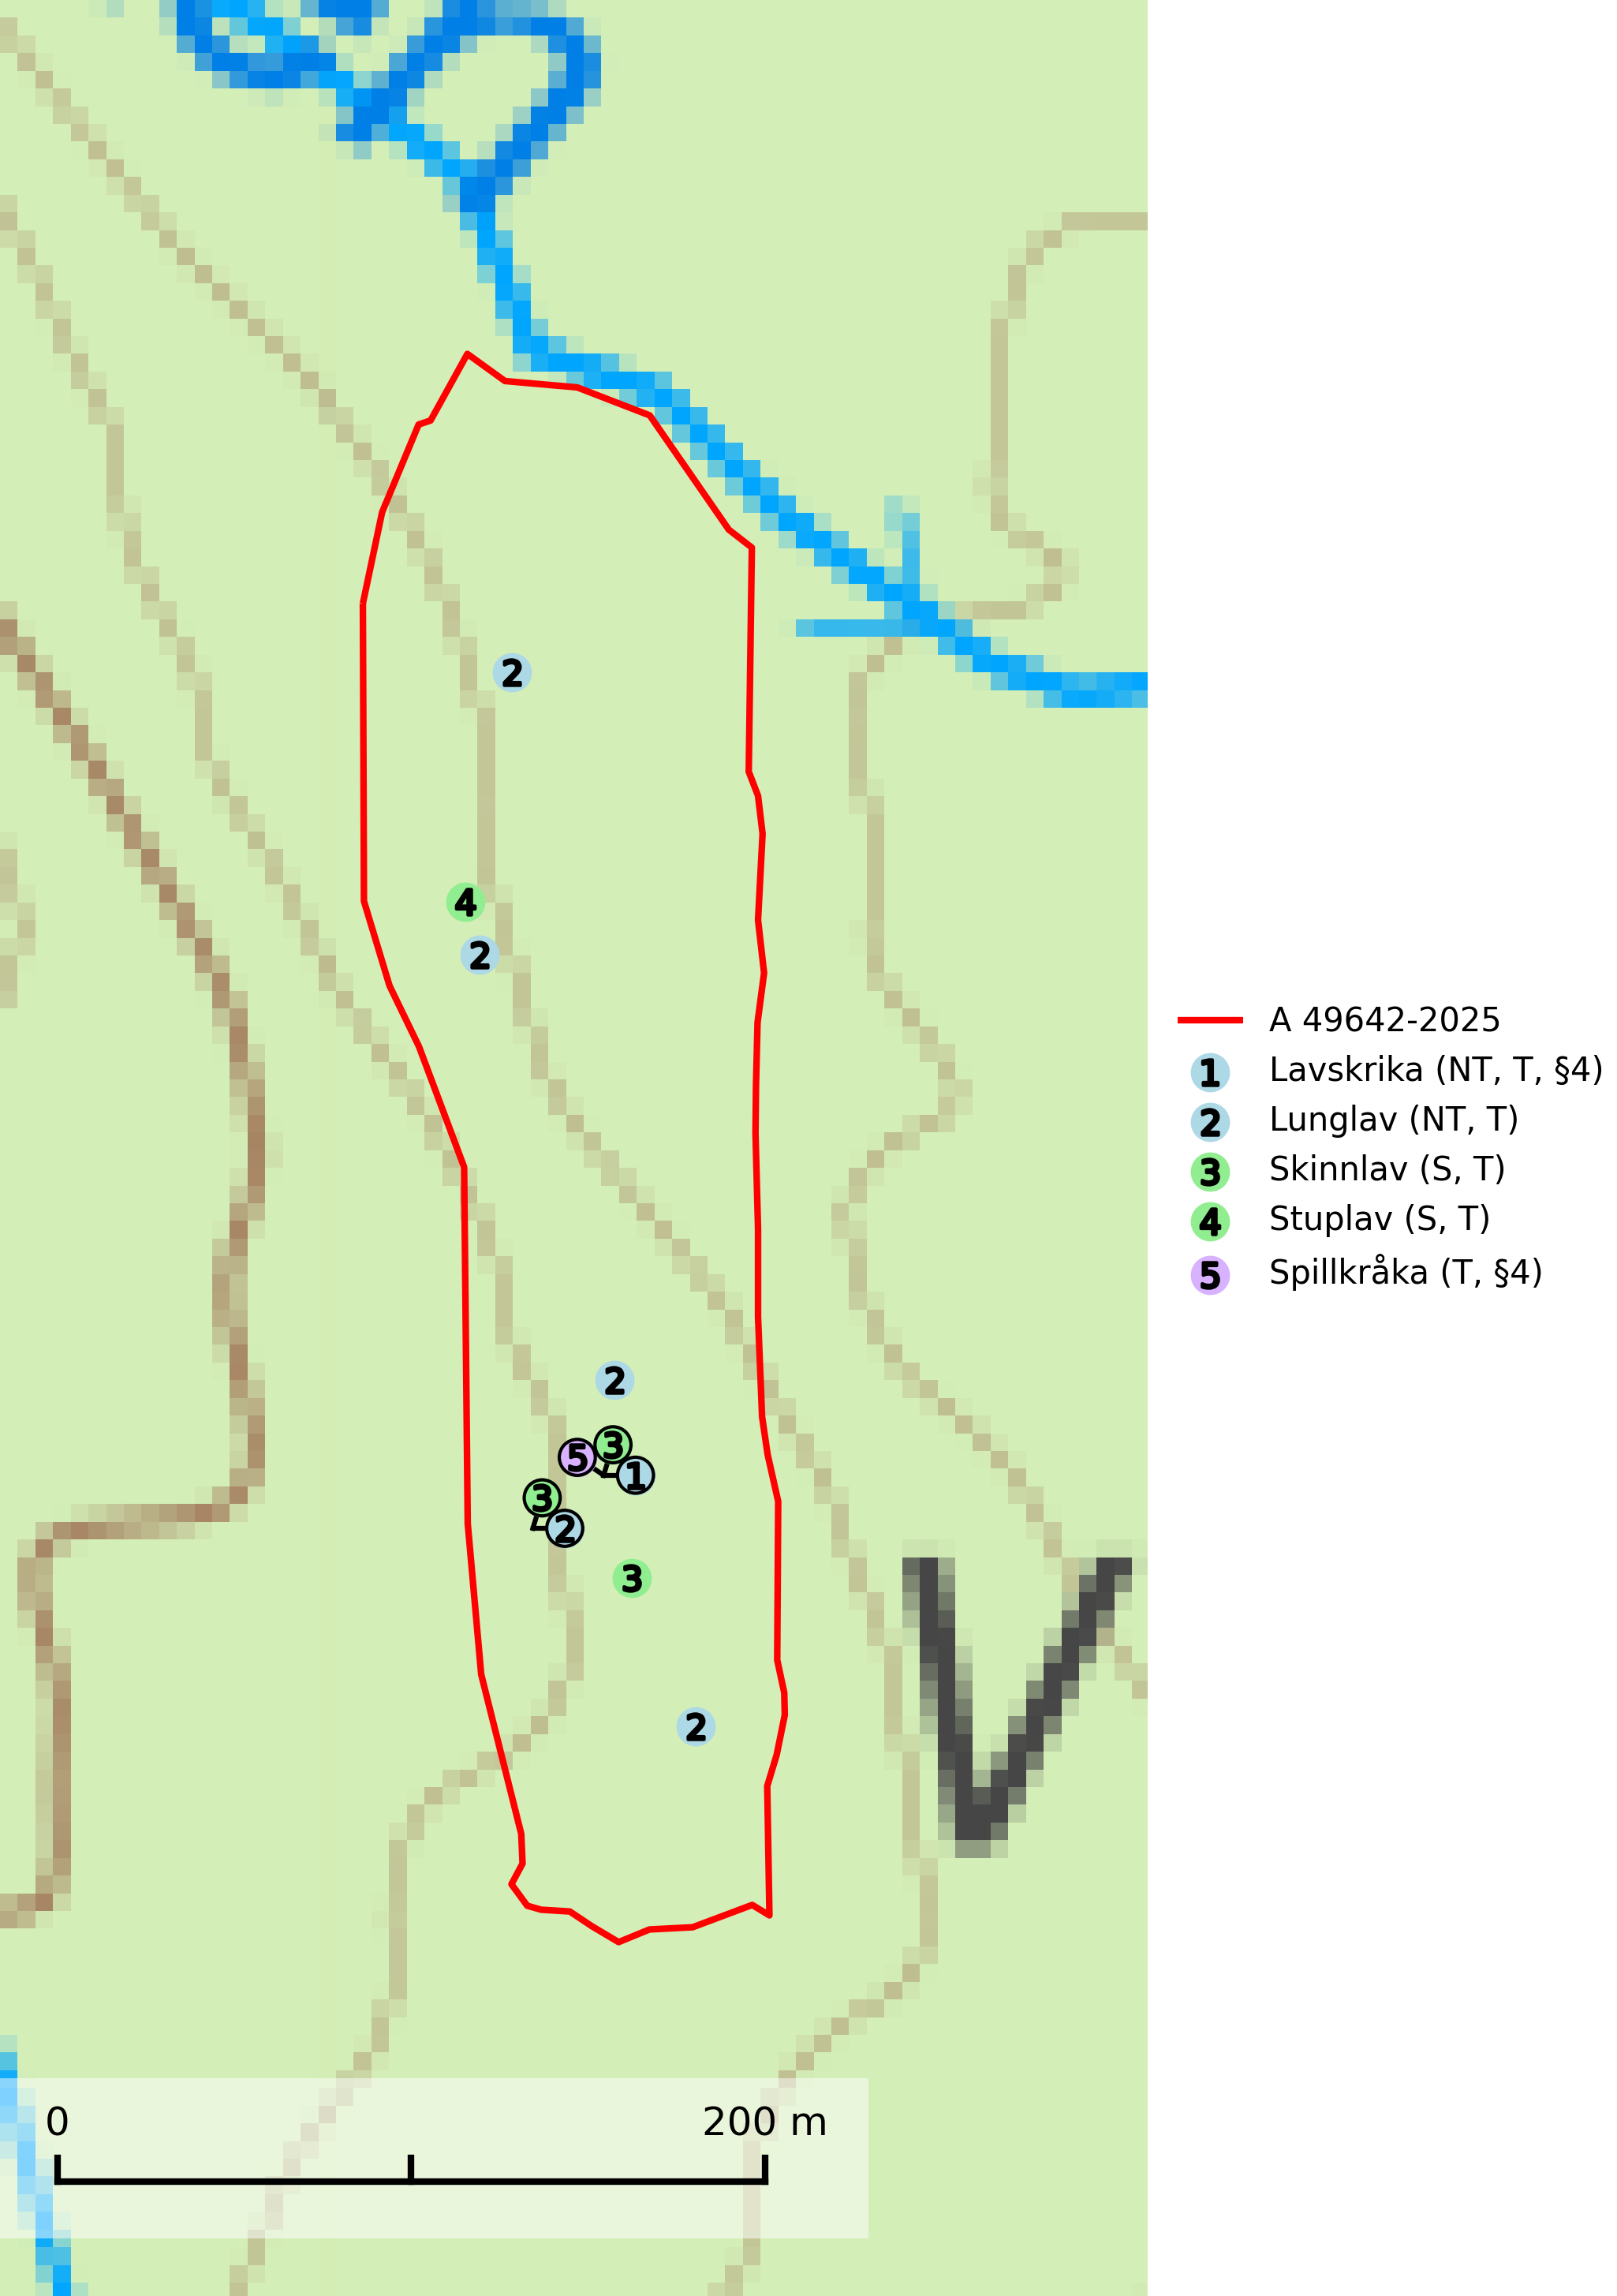 2
4
2
2
3
5
1
3
2
3
2
V
0 200 m
A 49642-2025
1 Lavskrika (NT, T, §4)
2 Lunglav (NT, T)
3 Skinnlav (S, T)
4 Stuplav (S, T)
5 Spillkråka (T, §4)